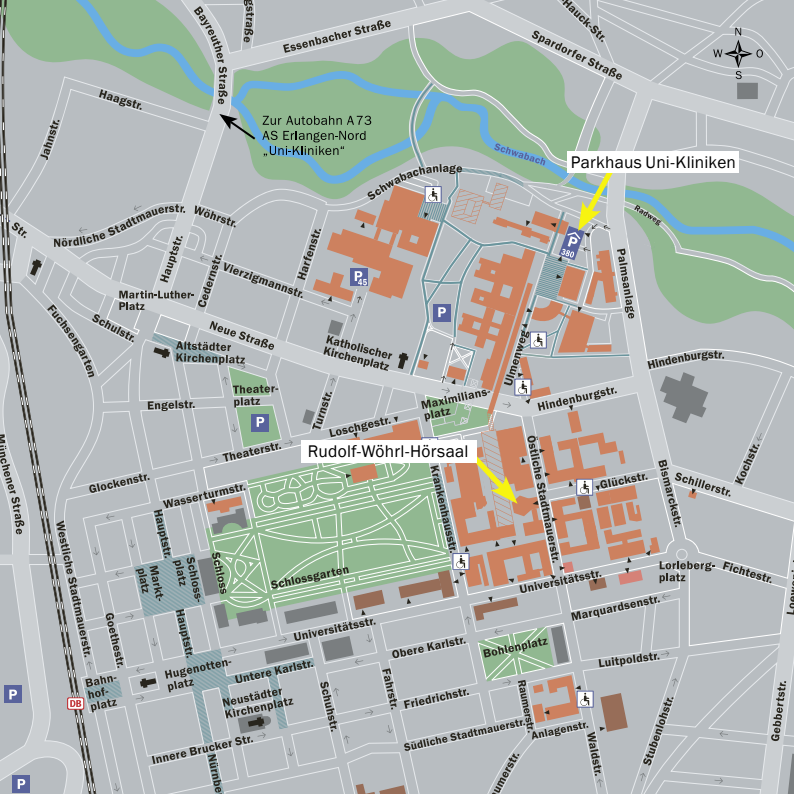 Bayreuther Straße
Essenbacher Straße
Hauck-Str.
Spardorfer Straße
N
W
O
S
Haagstr.
Jahnstr.
Zur Autobahn A 73
AS Erlangen-Nord
„Uni-Kliniken“
Schwabach
Parkhaus Uni-Kliniken
Schwabachanlage
Radweg
Nördliche Stadtmauerstr.
Wöhrstr.
Str.
Hauptstr.
Cedernstr.
Harfenstr.
Vierzigmannstr.
P
45
P
380
P
Palmsanlage
Martin-Luther-
Platz
Fuchsengarten
Schulstr.
Neue Straße
Altstädter
Kirchenplatz
Katholischer
Kirchenplatz
Ulmenweg
Hindenburgstr.
Hindenburgstr.
Theater-
platz
P
Engelstr.
Turnstr.
Maximilians-
platz
Loschgestr.
Theaterstr.
Rudolf-Wöhrl-Hörsaal
Münchener Straße
Glockenstr.
Wasserturmstr.
Krankenhausstr.
Östliche Stadtmauerstr.
Glückstr.
Bismarckstr.
Schillerstr.
Kochstr.
Westliche Stadtmauerstr.
Hauptstr.
Markt-
platz
Schloss-
platz
Schloss
Schlossgarten
Universitätsstr.
Lorleberg-
platz
Fichtestr.
Goethestr.
Hauptstr.
Universitätsstr.
Marquardsenstr.
Obere Karlstr.
Bohlenplatz
Luitpoldstr.
Hugenotten-
platz
Untere Karlstr.
Bahn-
hof-
platz
DB
P
Neustädter
Kirchenplatz
Schuhstr.
Fahrstr.
Friedrichstr.
Raumerstr.
Südliche Stadtmauerstr.
Anlagenstr.
Waldstr.
Stubenlohstr.
Gebbertstr.
Innere Brucker Str.
P